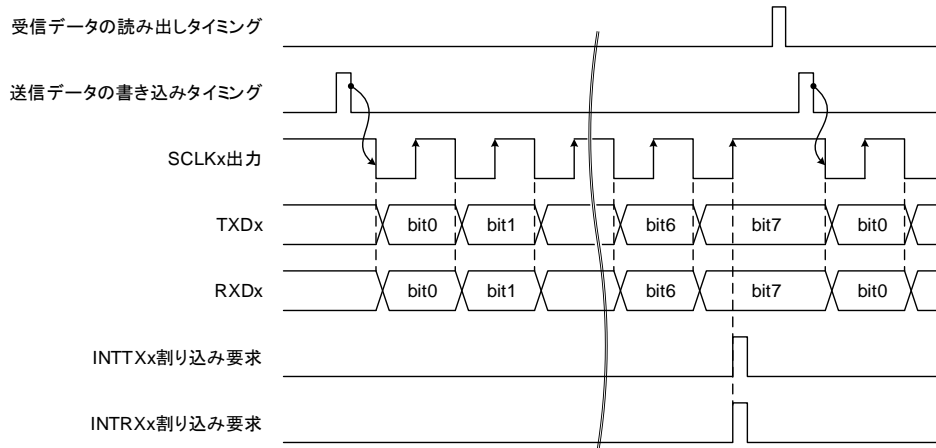 受信データの読み出しタイミング
送信データの書き込みタイミング
SCLKx出力
TXDx bit0 bit1 bit6 bit7 bit0
RXDx bit0 bit1 bit6 bit7 bit0
INTTXx割り込み要求
INTRXx割り込み要求